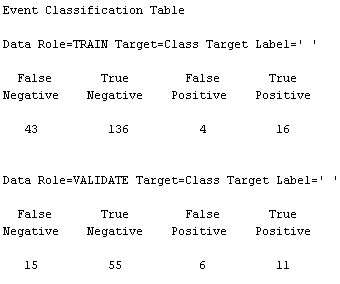 Event Classification Table
Data Role=TRAIN Target=Class Target Label=' '
False True False True
Negative Negative Positive Positive
43 136 4 16
Data Role=VALIDATE Target=Class Target Label=' '
False True False True
Negative Negative Positive Positive
15 55 6 11